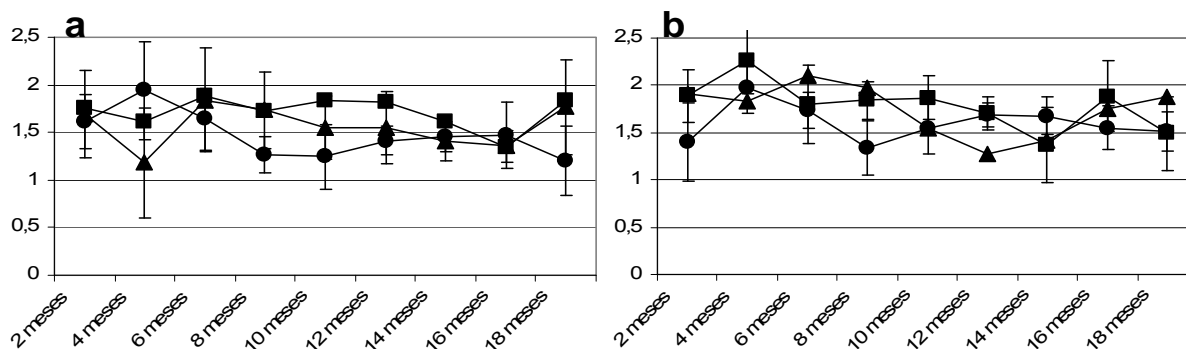 a
2,5
2
1,5
1
0,5
0
2 meses
4 meses
6 meses
8 meses
10 meses
12 meses
14 meses
16 meses
18 meses
b
2,5
2
1,5
1
0,5
0
2 meses
4 meses
6 meses
8 meses
10 meses
12 meses
14 meses
16 meses
18 meses